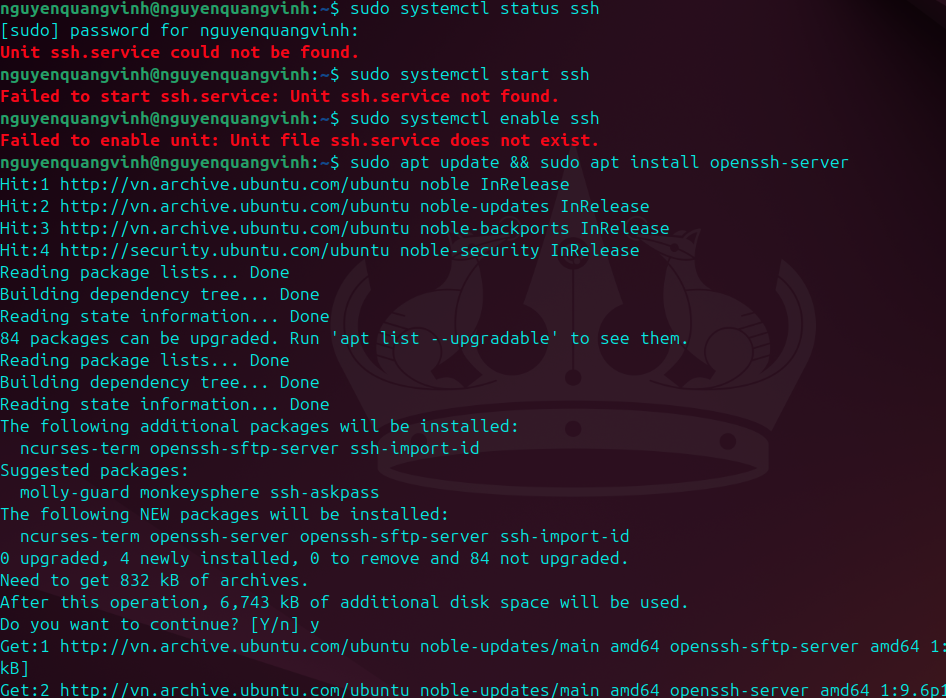 nguyenquangvinh@nguyenquangvinh:~$ sudo systemctl status ssh
[sudo] password for nguyenquangvinh:
Unit ssh.service could not be found.
nguyenquangvinh@nguyenquangvinh:~$ sudo systemctl start ssh
Failed to start ssh.service: Unit ssh.service not found.
nguyenquangvinh@nguyenquangvinh:~$ sudo systemctl enable ssh
Failed to enable unit: Unit file ssh.service does not exist.
nguyenquangvinh@nguyenquangvinh:~$ sudo apt update && sudo apt install openssh-server
Hit:1 http://vn.archive.ubuntu.com/ubuntu noble InRelease
Hit:2 http://vn.archive.ubuntu.com/ubuntu noble-updates InRelease
Hit:3 http://vn.archive.ubuntu.com/ubuntu noble-backports InRelease
Hit:4 http://security.ubuntu.com/ubuntu noble-security InRelease
Reading package lists... Done
Building dependency tree... Done
Reading state information... Done
84 packages can be upgraded. Run 'apt list --upgradable' to see them.
Reading package lists... Done
Building dependency tree... Done
Reading state information... Done
The following additional packages will be installed:
  ncurses-term openssh-sftp-server ssh-import-id
Suggested packages:
  molly-guard monkeysphere ssh-askpass
The following NEW packages will be installed:
  ncurses-term openssh-server openssh-sftp-server ssh-import-id
0 upgraded, 4 newly installed, 0 to remove and 84 not upgraded.
Need to get 832 kB of archives.
After this operation, 6,743 kB of additional disk space will be used.
Do you want to continue? [Y/n] y
Get:1 http://vn.archive.ubuntu.com/ubuntu noble-updates/main amd64 openssh-sftp-server amd64 1:
kB]
Get:2 http://vn.archive.ubuntu.com/ubuntu noble-updates/main amd64 openssh-server amd64 1:9.6p1